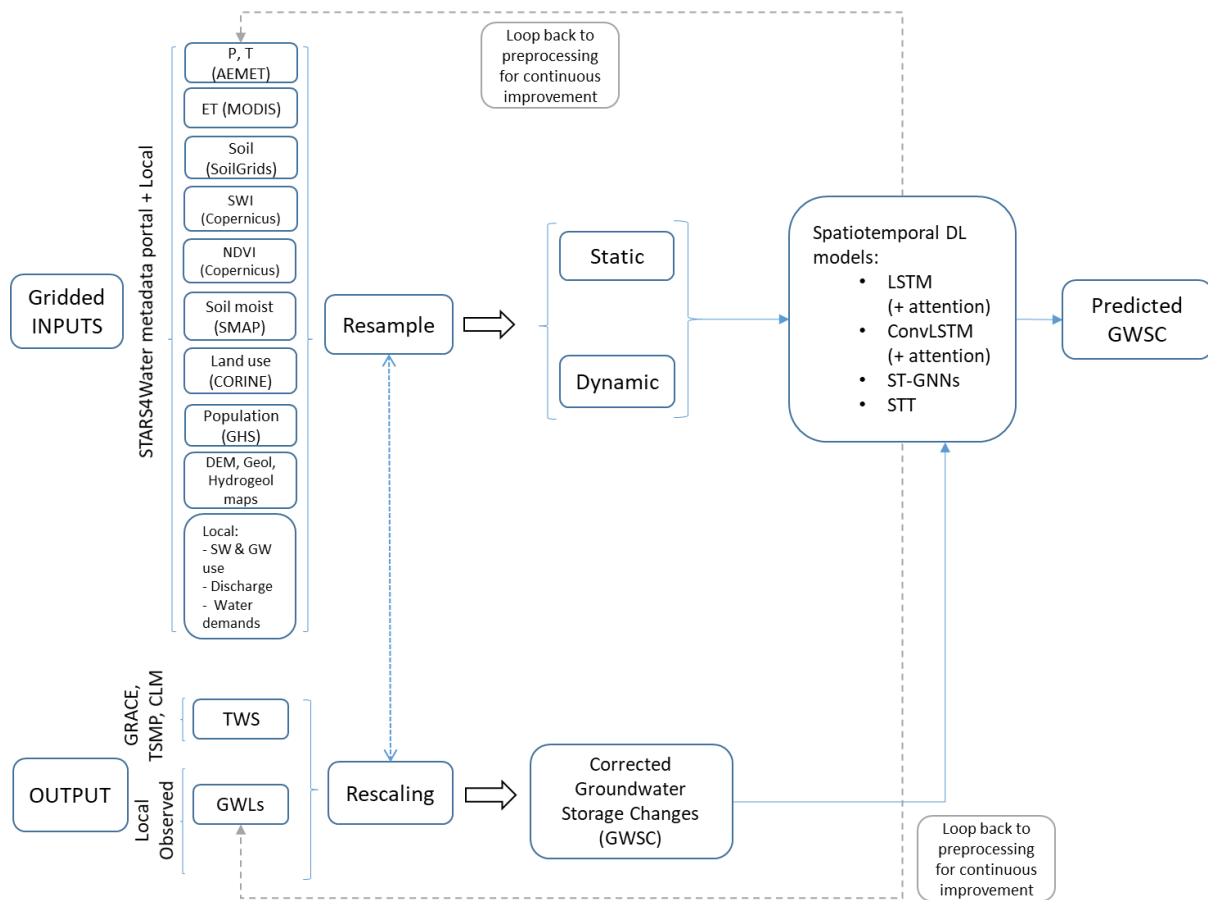 Loop back to
preprocessing
for continuous
improvement
P, T
(AEMET)
ET (MODIS)
Soil
(SoilGrids)
SWI
(Copernicus)
NDVI
(Copernicus)
Soil moist
(SMAP)
Land use
(CORINE)
Population
(GHS)
DEM, Geol,
Hydrogeol
maps
Local:
- SW & GW
use
- Discharge
- Water
demands
STARS4Water metadata portal + Local
Gridded
INPUTS
Resample
Static
Dynamic
Spatiotemporal DL
models:
• LSTM
(+ attention)
• ConvLSTM
(+ attention)
• ST-GNNs
• STT
Predicted
GWSC
GRACE,
TSMP, CLM
TWS
OUTPUT
Local
Observed
GWLs
Rescaling
Corrected
Groundwater
Storage Changes
(GWSC)
Loop back to
preprocessing
for continuous
improvement